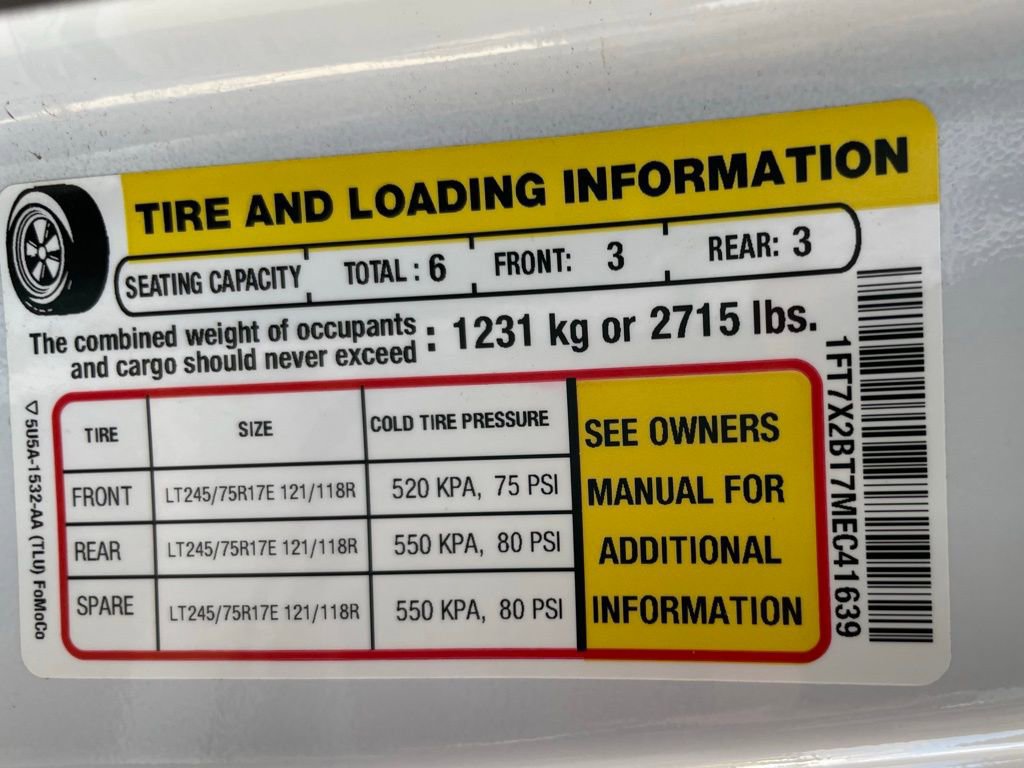 TIRE AND LOADING INFORMATION
SEATING CAPACITY TOTAL : 6 FRONT: 3 REAR: 3
The combined weight of occupants
and cargo should never exceed : 1231 kg or 2715 lbs.
TIRE SIZE COLD TIRE PRESSURE
FRONT LT245/75R17E 121/118R 520 KPA, 75 PSI
REAR LT245/75R17E 121/118R 550 KPA, 80 PSI
SPARE LT245/75R17E 121/118R 550 KPA, 80 PSI
SEE OWNERS
MANUAL FOR
ADDITIONAL
INFORMATION
1FT7X2BT7MEC41639
5U5A-1532-AA (TLU) FoMoCo